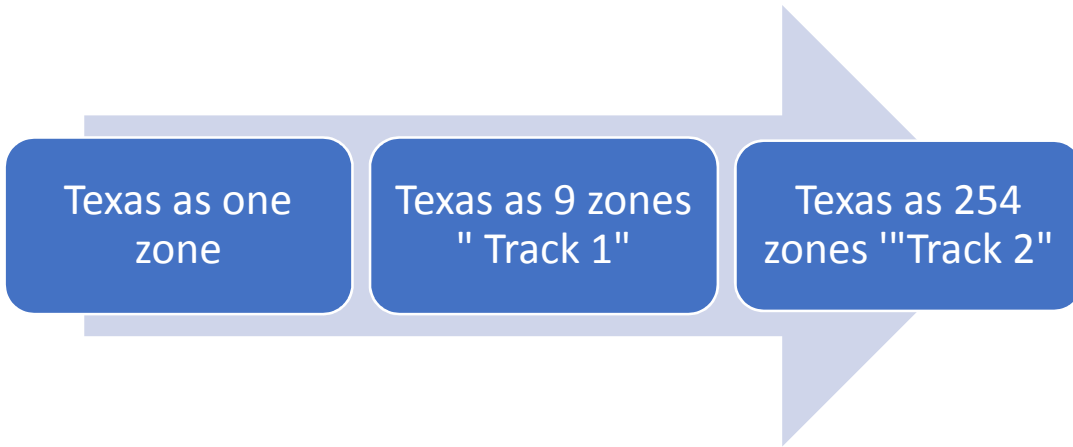 Texas as one
zone
Texas as 9 zones
" Track 1"
Texas as 254
zones '"Track 2"